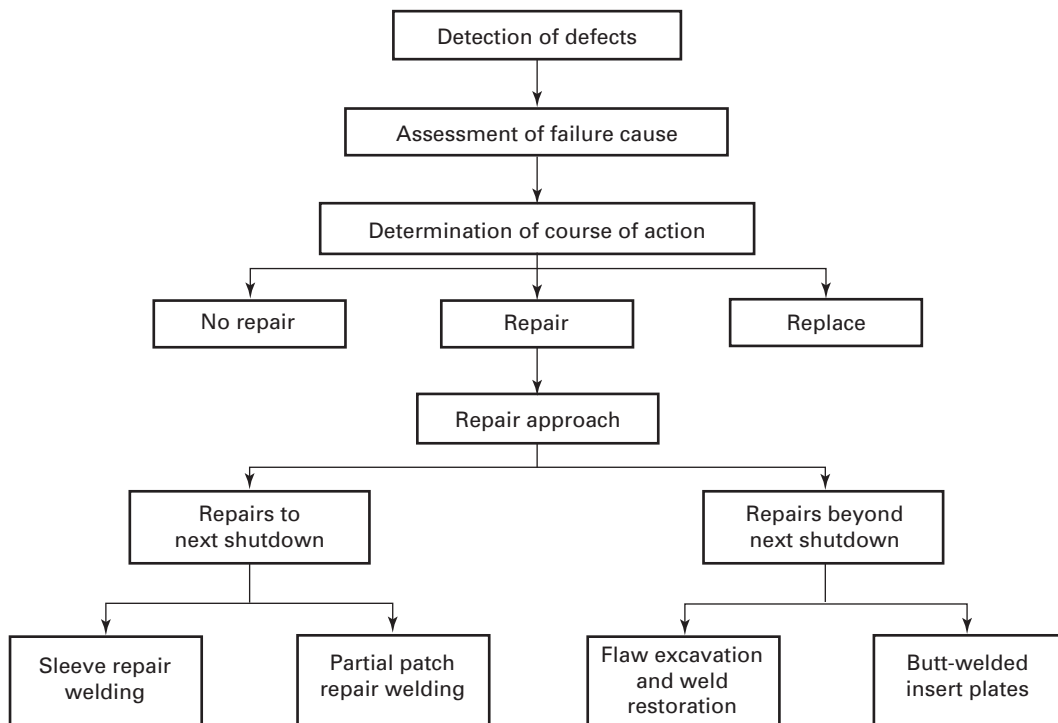 Detection of defects
Assessment of failure cause
Determination of course of action
No repair
Repair
Replace
Repair approach
Repairs to
next shutdown
Repairs beyond
next shutdown
Sleeve repair
welding
Partial patch
repair welding
Flaw excavation
and weld
restoration
Butt-welded
insert plates